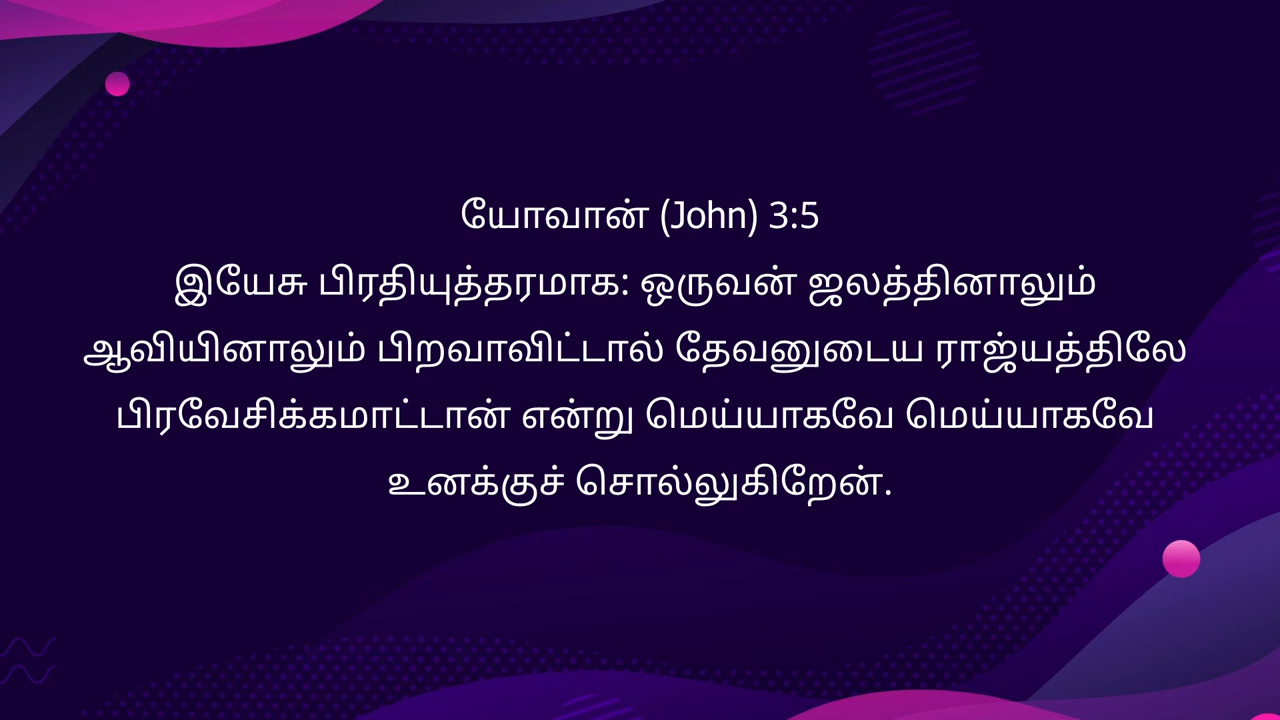 யோவான் (John) 3:5
இயேசு பிரதியுத்தரமாக: ஒருவன் ஜலத்தினாலும்
ஆவியினாலும் பிறவாவிட்டால் தேவனுடைய ராஜ்யத்திலே
பிரவேசிக்கமாட்டான் என்று மெய்யாகவே மெய்யாகவே
உனக்குச் சொல்லுகிறேன்.